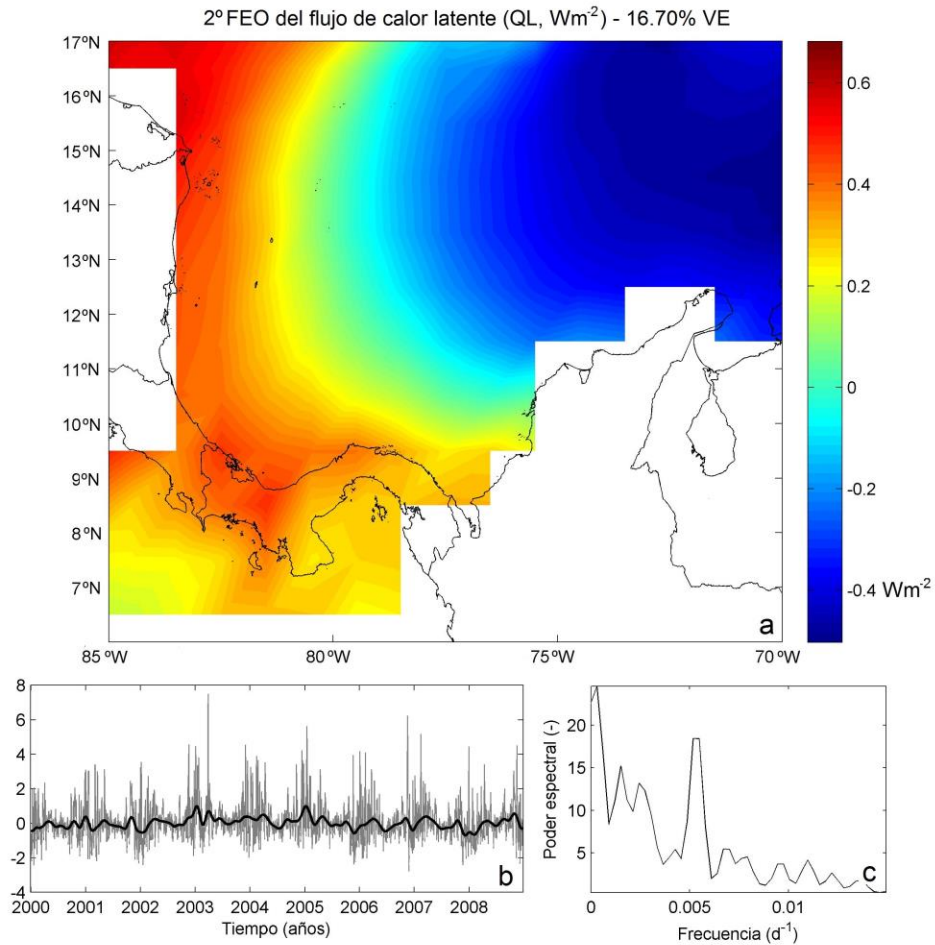 2º FEO del flujo de calor latente (QL, Wm-2) - 16.70% VE
17ºN
16ºN
15ºN
14ºN
13ºN
12ºN
11ºN
10ºN
9ºN
8ºN
7ºN
85ºW
80ºW
75ºW
70ºW
a
0.6
0.4
0.2
0
-0.2
-0.4
Wm-2
8
6
4
2
0
-2
-4
2000 2001 2002 2003 2004 2005 2006 2007 2008
Tiempo (años)
b
Poder espectral (-)
20
15
10
5
0 0.005 0.01
Frecuencia (d-1)
c